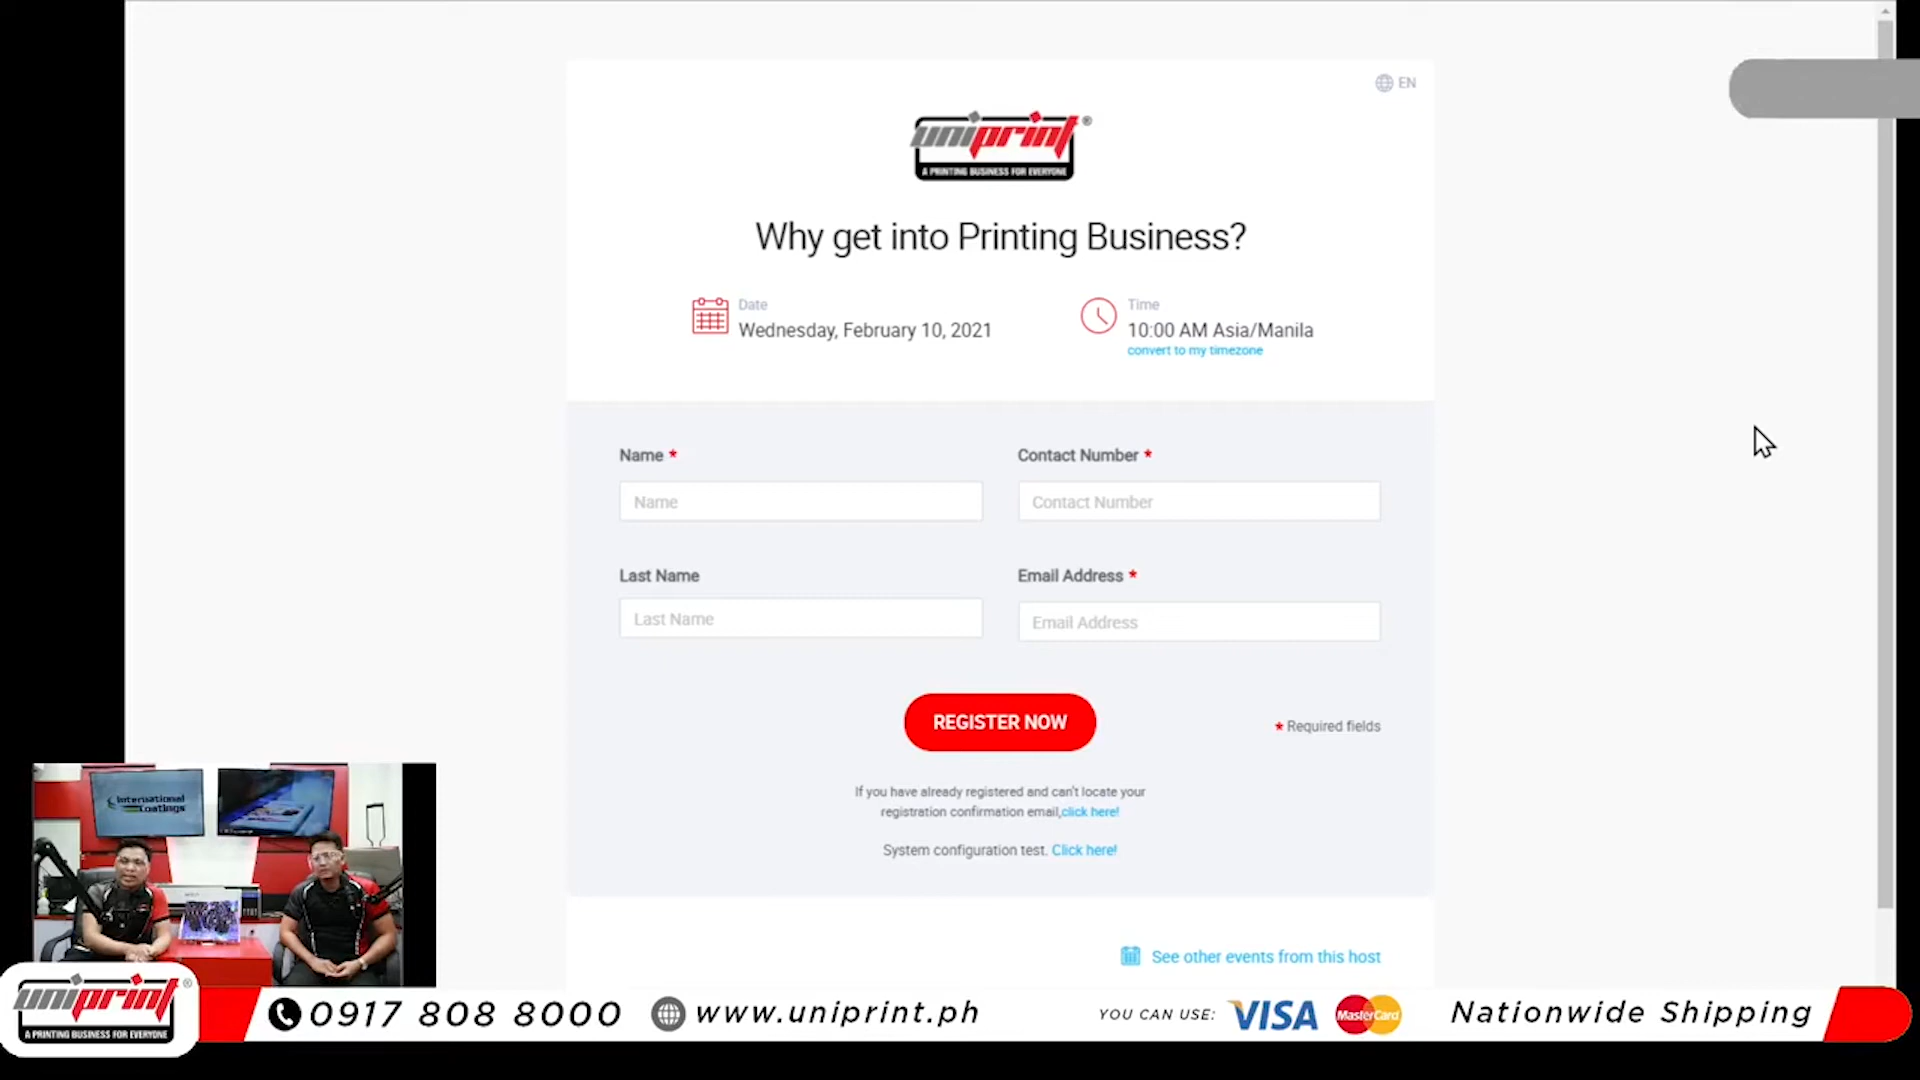 EN
uniprint®
A PRINTING BUSINESS FOR EVERYONE
Why get into Printing Business?
Date
Wednesday, February 10, 2021
Time
10:00 AM Asia/Manila
convert to my timezone
Name *
Name
Contact Number *
Contact Number
Last Name
Last Name
Email Address *
Email Address
REGISTER NOW
* Required fields
If you have already registered and can't locate your
registration confirmation email,click here!
System configuration test. Click here!
See other events from this host
International
Coatings
uniprint®
A PRINTING BUSINESS FOR EVERYONE
0917 808 8000
www.uniprint.ph
YOU CAN USE:
VISA
MasterCard
Nationwide Shipping